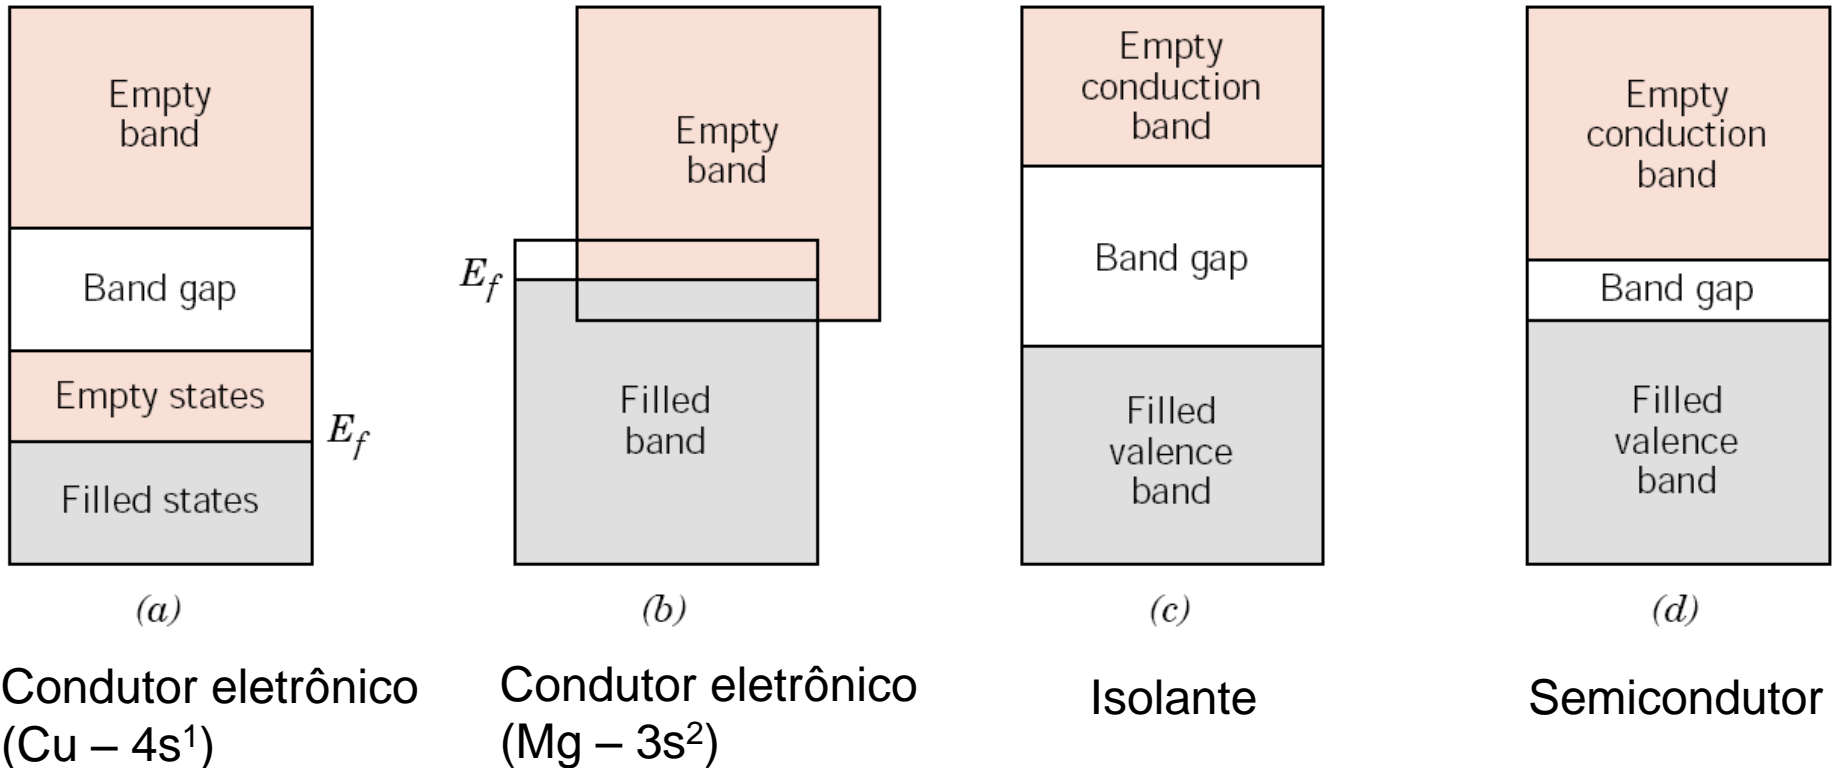 Empty
band
Band gap
Empty states
E_f
Filled states
(a)
Condutor eletrônico
(Cu – 4s¹)
Empty
band
E_f
Filled
band
(b)
Condutor eletrônico
(Mg – 3s²)
Empty
conduction
band
Band gap
Filled
valence
band
(c)
Isolante
Empty
conduction
band
Band gap
Filled
valence
band
(d)
Semicondutor